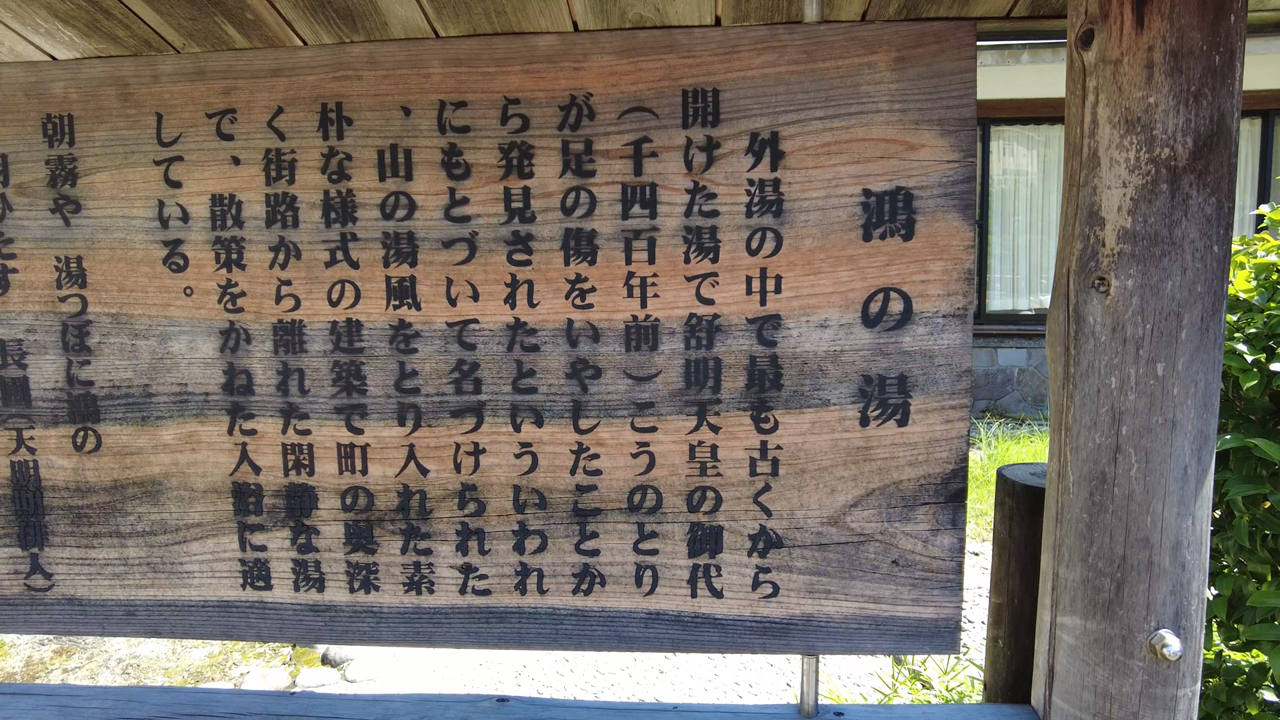 鴻の湯
外湯の中で最も古くから
開けた湯で舒明天皇の御代
（千四百年前）こうのとり
が足の傷をいやしたことか
ら発見されたといういわれ
にもとづいて名づけられた
、山の湯風をとり入れた素
朴な様式の建築で町の奥深
く街路から離れた閑静な湯
で、散策をかねた入浴に適
している。
朝霧や 湯つぼに鴻の